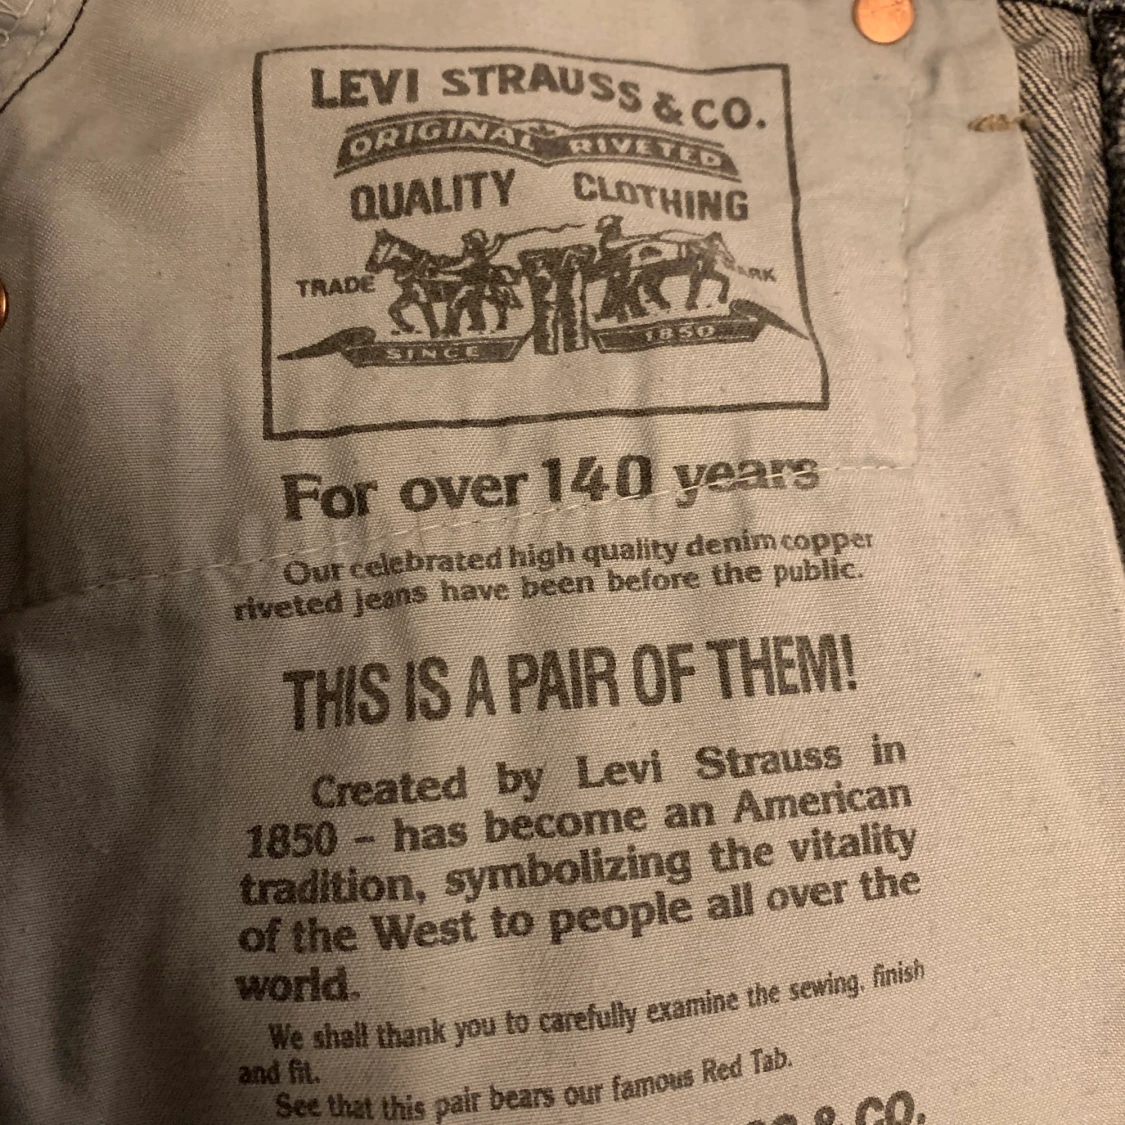 LEVI STRAUSS & CO.
ORIGINAL RIVETED
QUALITY CLOTHING
TRADE
SINCE 1850
For over 140 years
Our celebrated high quality denim copper
riveted jeans have been before the public.
THIS IS A PAIR OF THEM!
Created by Levi Strauss in
1850 – has become an American
tradition, symbolizing the vitality
of the West to people all over the
world.
We shall thank you to carefully examine the sewing, finish
and fit.
See that this pair bears our famous Red Tab.
& CO.